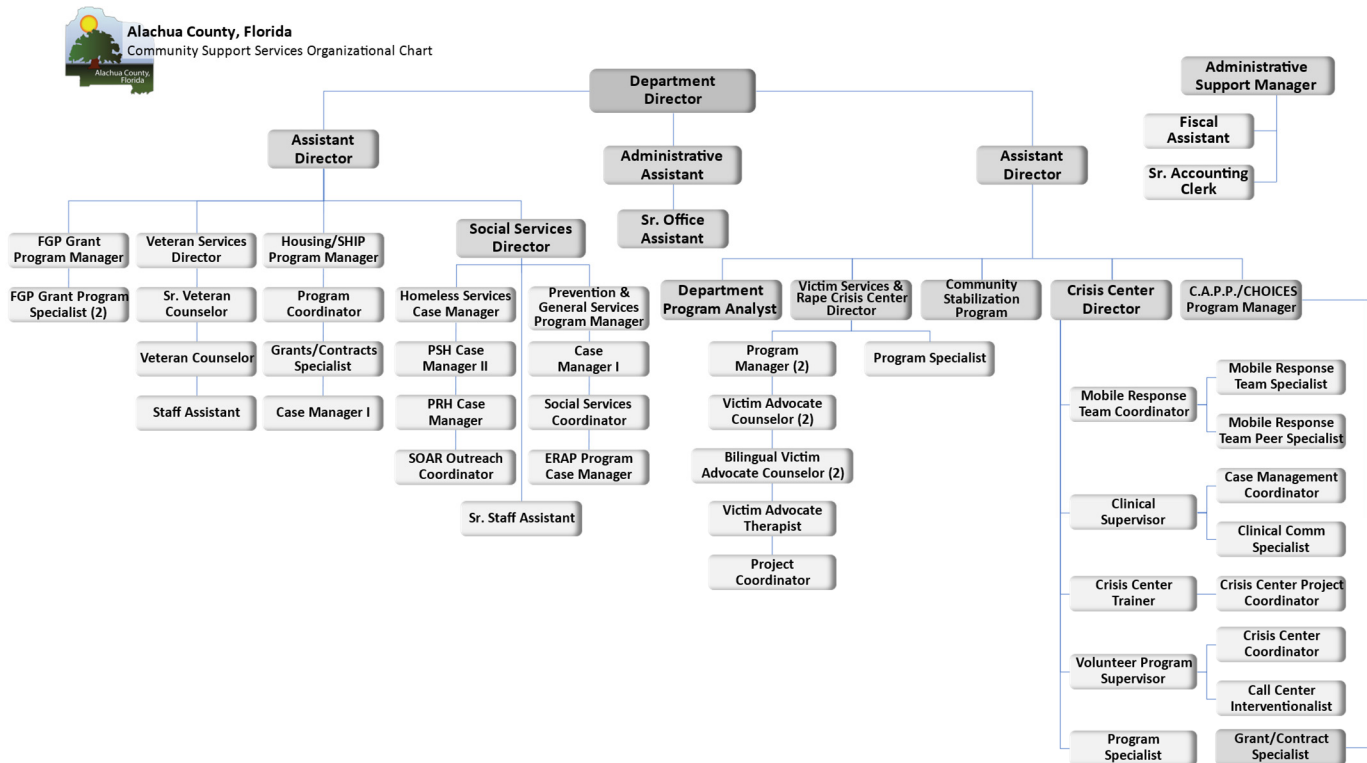 Alachua County, Florida
Community Support Services Organizational Chart
Alachua County,
Florida
Department
Director
Administrative
Support Manager
Fiscal
Assistant
Sr. Accounting
Clerk
Assistant
Director
Administrative
Assistant
Assistant
Director
Sr. Office
Assistant
FGP Grant
Program Manager
Veteran Services
Director
Housing/SHIP
Program Manager
Social Services
Director
FGP Grant Program
Specialist (2)
Sr. Veteran
Counselor
Program
Coordinator
Homeless Services
Case Manager
Prevention &
General Services
Program Manager
Veteran Counselor
Grants/Contracts
Specialist
PSH Case
Manager II
Case
Manager I
Staff Assistant
Case Manager I
PRH Case
Manager
Social Services
Coordinator
SOAR Outreach
Coordinator
ERAP Program
Case Manager
Sr. Staff Assistant
Department
Program Analyst
Victim Services &
Rape Crisis Center
Director
Community
Stabilization
Program
Crisis Center
Director
C.A.P.P./CHOICES
Program Manager
Program
Manager (2)
Program Specialist
Victim Advocate
Counselor (2)
Bilingual Victim
Advocate Counselor (2)
Victim Advocate
Therapist
Project
Coordinator
Mobile Response
Team Coordinator
Mobile Response
Team Specialist
Mobile Response
Team Peer Specialist
Clinical
Supervisor
Case Management
Coordinator
Clinical Comm
Specialist
Crisis Center
Trainer
Crisis Center Project
Coordinator
Volunteer Program
Supervisor
Crisis Center
Coordinator
Call Center
Interventionalist
Program
Specialist
Grant/Contract
Specialist